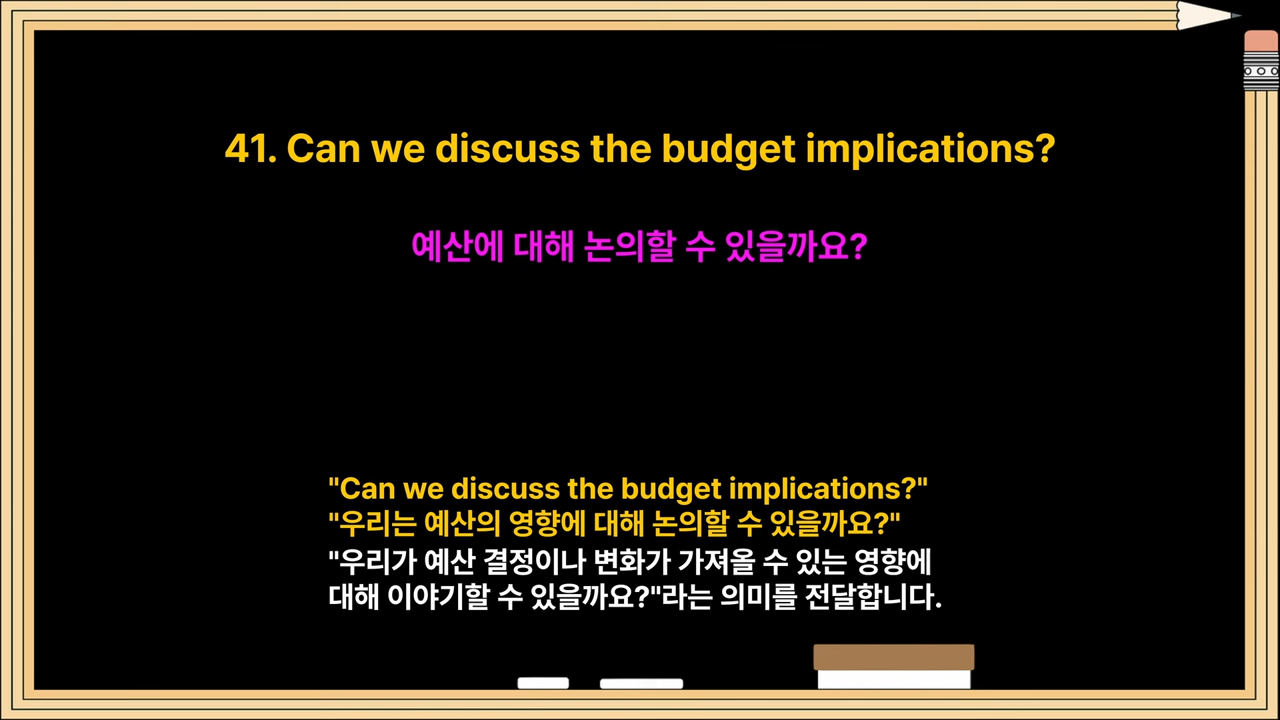 41. Can we discuss the budget implications?
예산에 대해 논의할 수 있을까요?
"Can we discuss the budget implications?"
"우리는 예산의 영향에 대해 논의할 수 있을까요?"
"우리가 예산 결정이나 변화가 가져올 수 있는 영향에
대해 이야기할 수 있을까요?"라는 의미를 전달합니다.